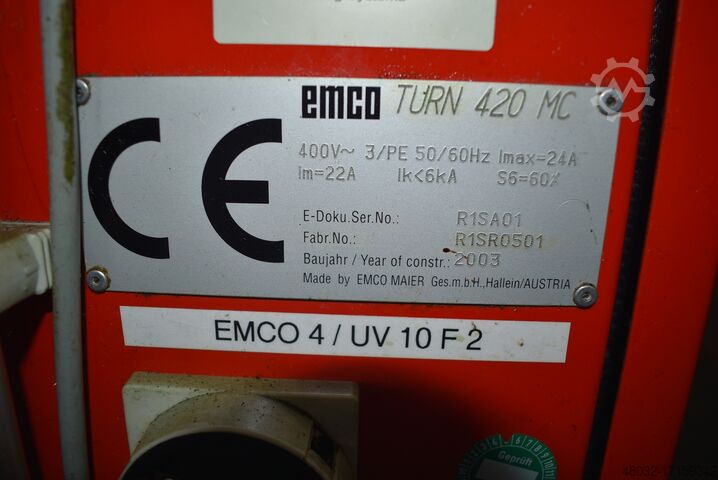 CE
emco TURN 420 MC
400V~ 3/PE 50/60Hz Imax=24A
Im=22A Ik<6kA S6=60%
E-Doku.Ser.No.: R1SA01
Fabr.No.: R1SR0501
Baujahr / Year of constr.: 2003
Made by EMCO MAIER Ges.m.b.H., Hallein/AUSTRIA
EMCO 4 / UV 10 F 2
Geprüft